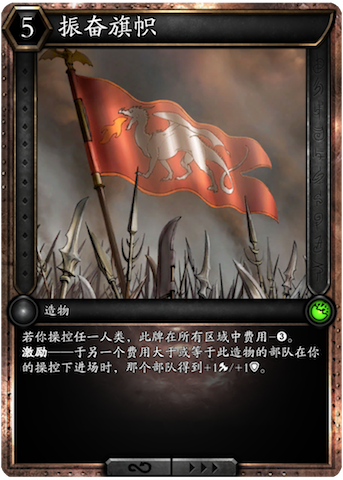 5 振奋旗帜
造物
若你操控任一人类，此牌在所有区域中费用-❸。
激励——于另一个费用大于或等于此造物的部队在你
的操控下进场时，那个部队得到+1/+1。